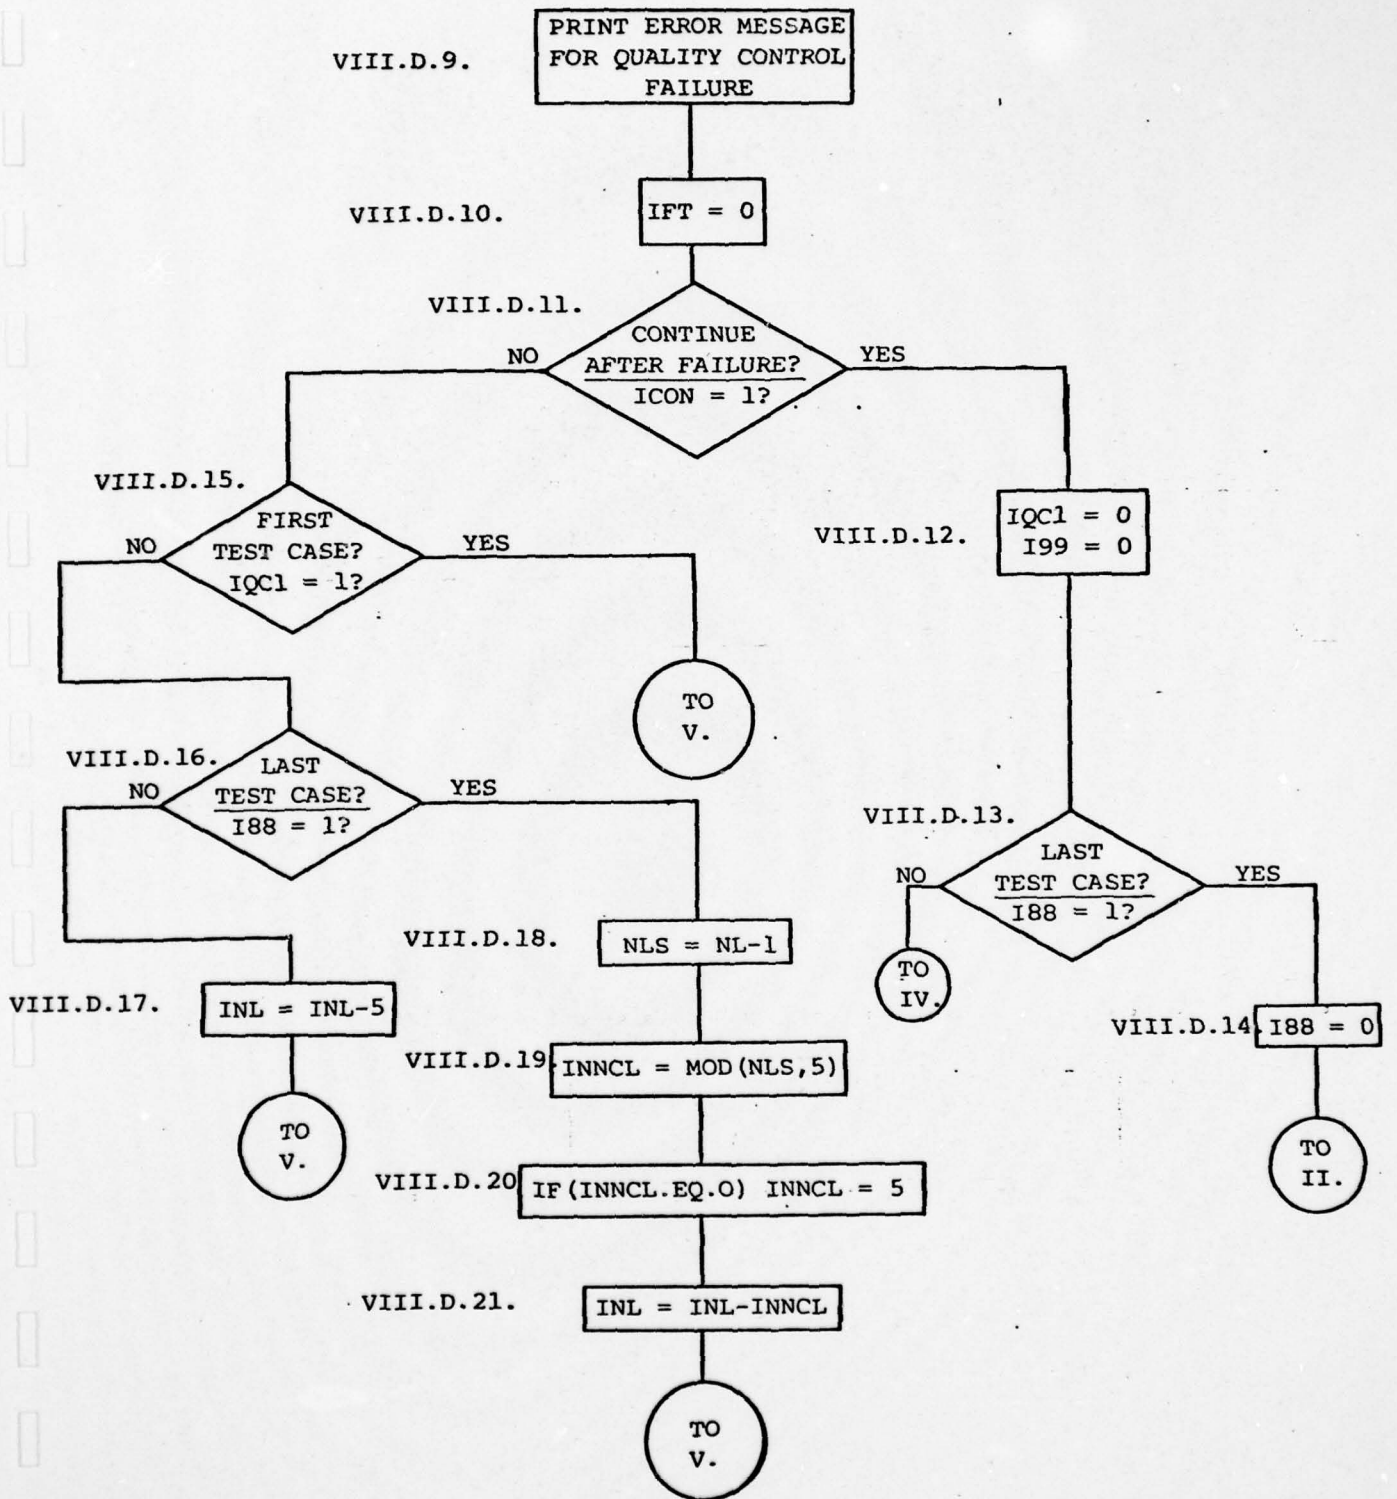 PRINT ERROR MESSAGE
FOR QUALITY CONTROL
FAILURE
VIII.D.9.
VIII.D.10.
IFT = 0
VIII.D.11.
CONTINUE
AFTER FAILURE?
ICON = 1?
NO
YES
VIII.D.15.
FIRST
TEST CASE?
IQC1 = 1?
NO
YES
VIII.D.12.
IQC1 = 0
I99 = 0
TO
V.
VIII.D.16.
LAST
TEST CASE?
I88 = 1?
NO
YES
VIII.D.13.
LAST
TEST CASE?
I88 = 1?
NO
YES
VIII.D.18.
NLS = NL-1
TO
IV.
VIII.D.17.
INL = INL-5
VIII.D.14.
I88 = 0
VIII.D.19.
INNCL = MOD(NLS,5)
TO
V.
TO
II.
VIII.D.20
IF(INNCL.EQ.O) INNCL = 5
VIII.D.21.
INL = INL-INNCL
TO
V.